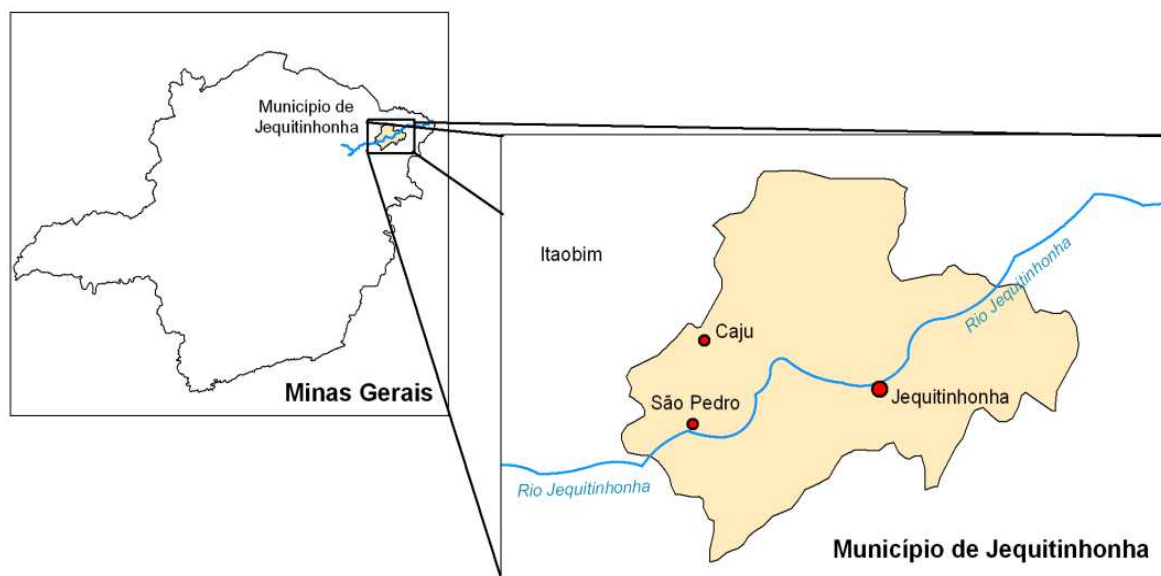 Município de
Jequitinhonha
Minas Gerais
Itaobim
Caju
São Pedro
Jequitinhonha
Rio Jequitinhonha
Rio Jequitinhonha
Município de Jequitinhonha